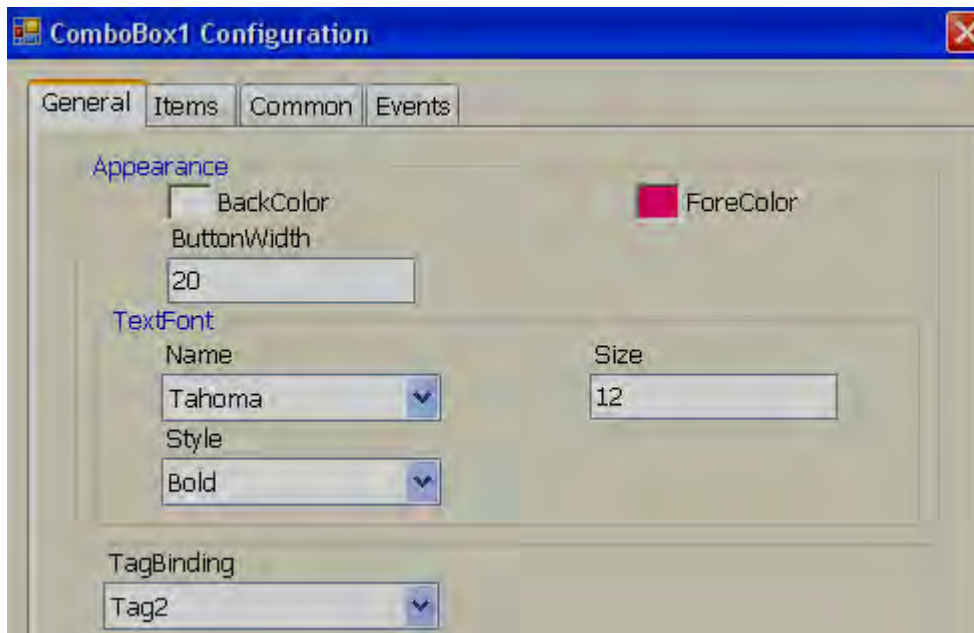 ComboBox1 Configuration
General Items Common Events
Appearance
BackColor ForeColor
ButtonWidth
20
TextFont
Name Size
Tahoma 12
Style
Bold
TagBinding
Tag2